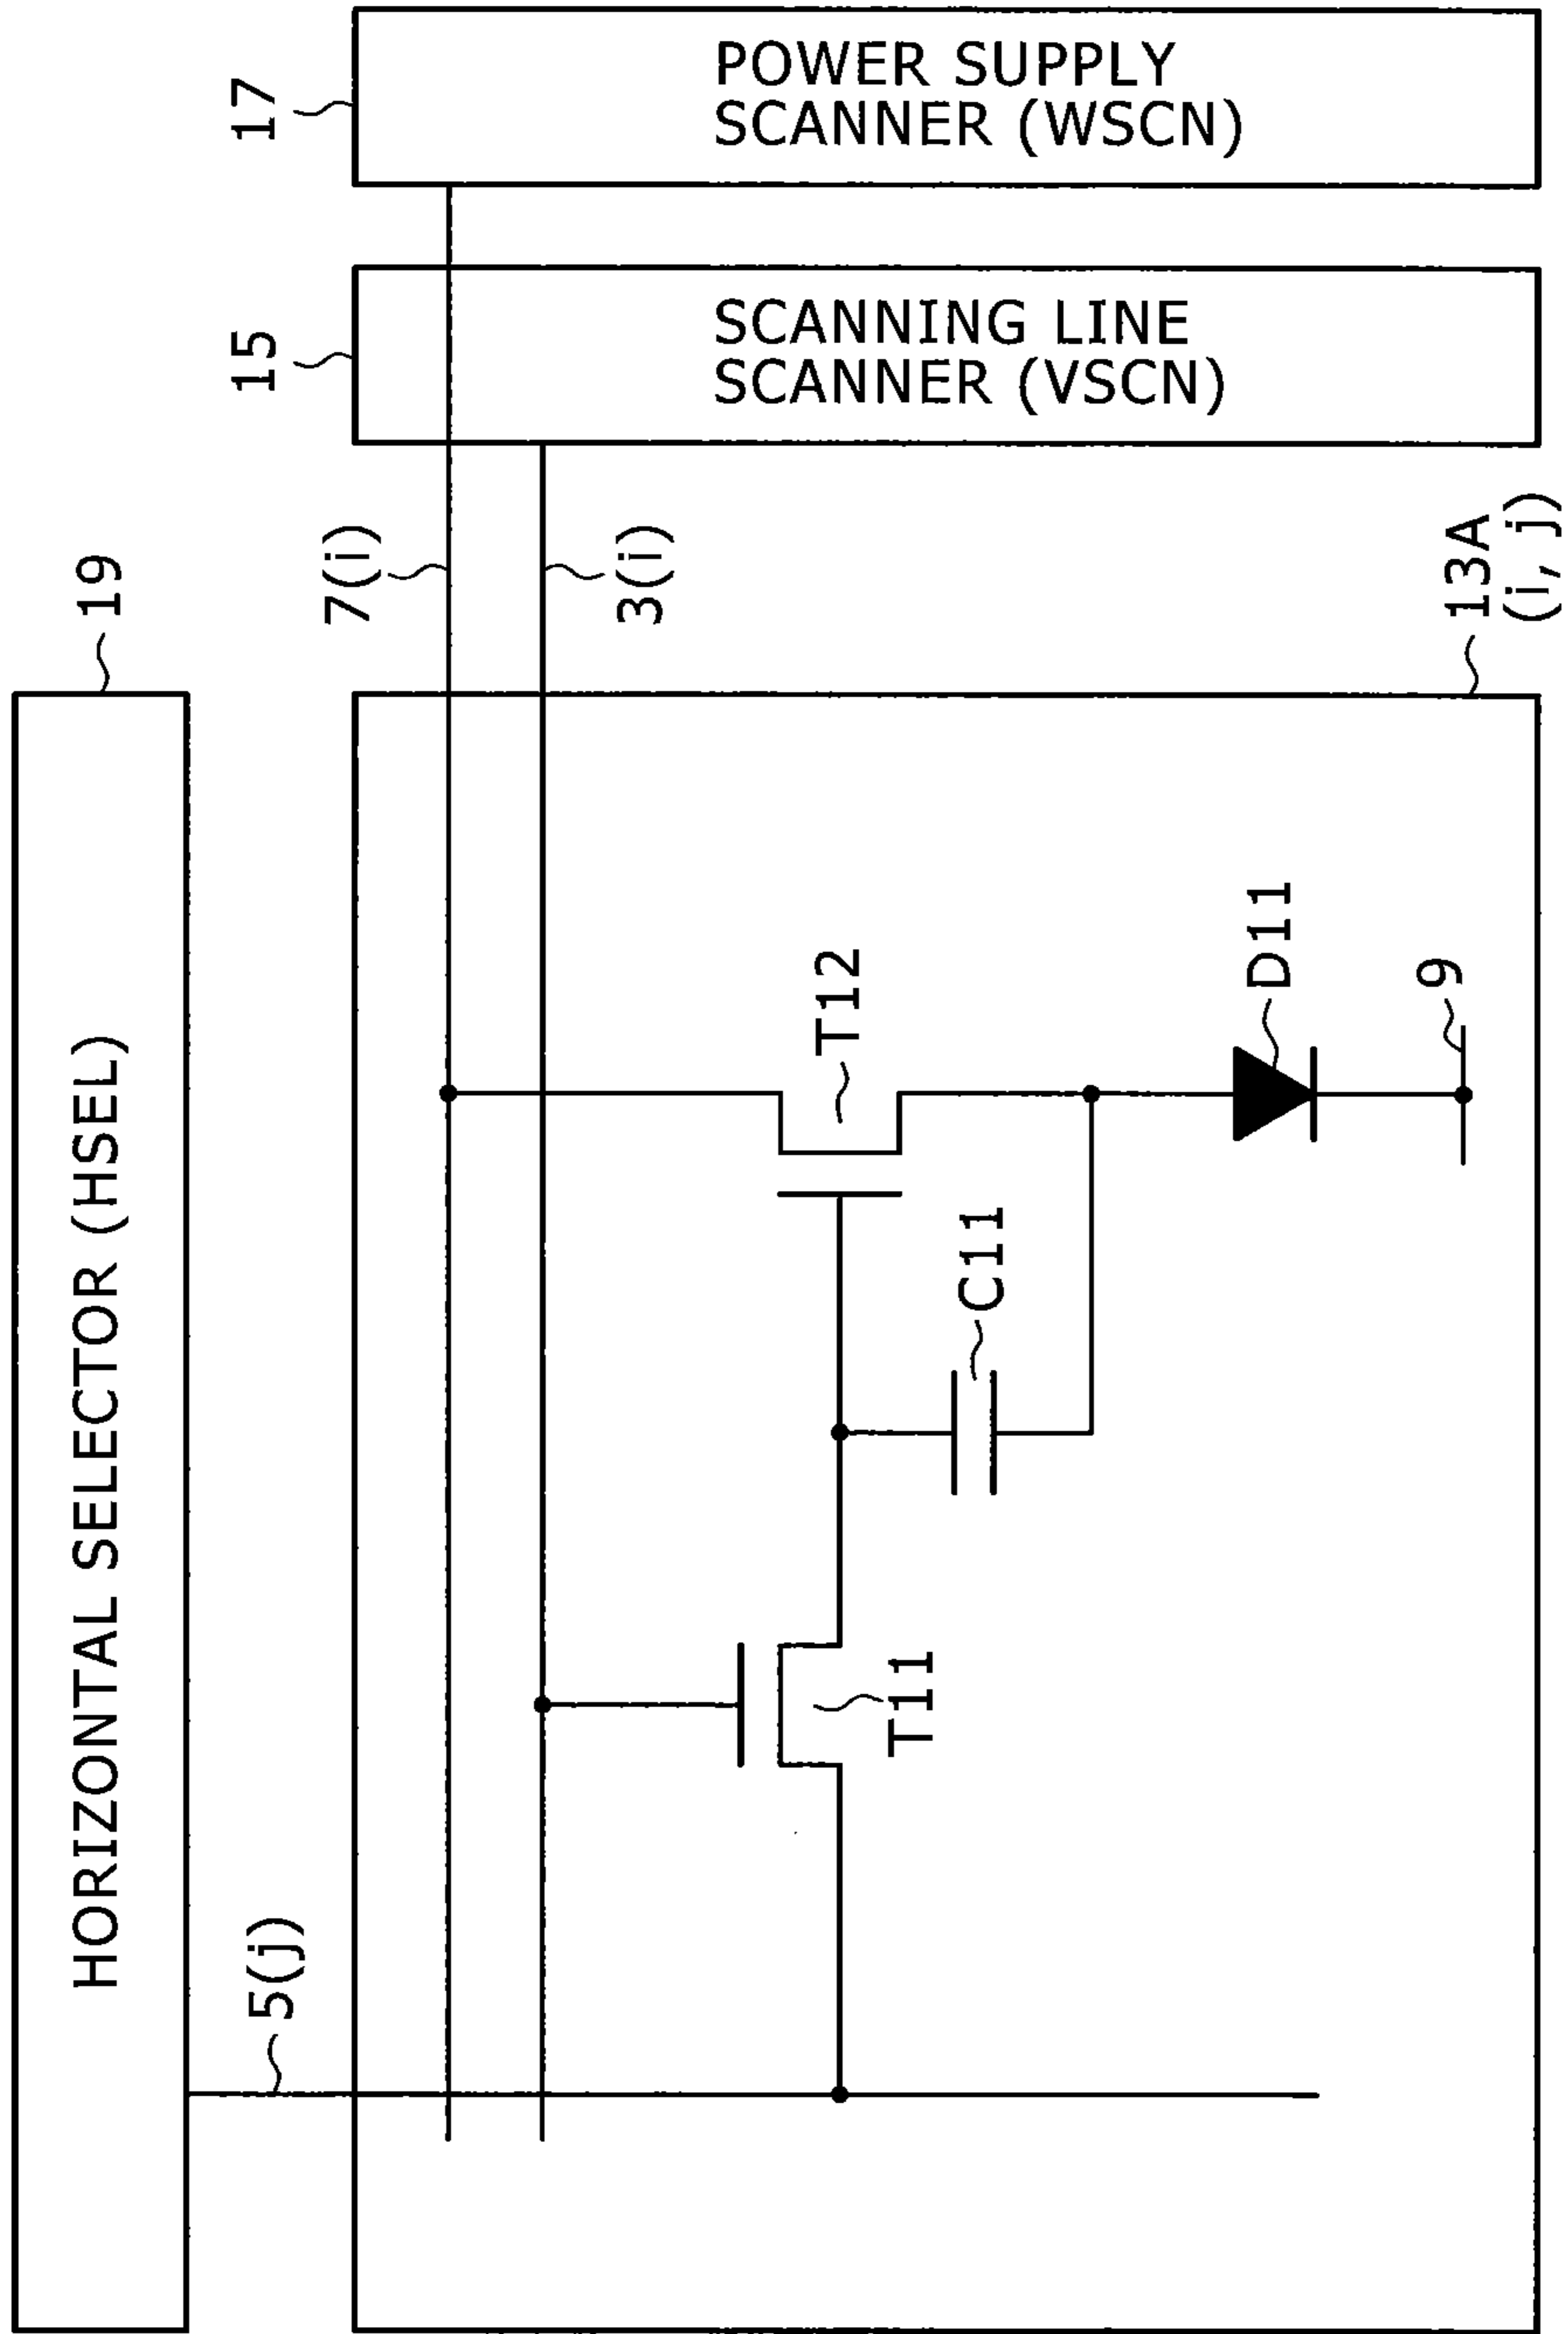 HORIZONTAL SELECTOR (HSEL)
19
5(j)
7(i)
3(i)
15
17
SCANNING LINE
SCANNER (VSCN)
POWER SUPPLY
SCANNER (WSCN)
T11
T12
C11
D11
9
13A
(i, j)